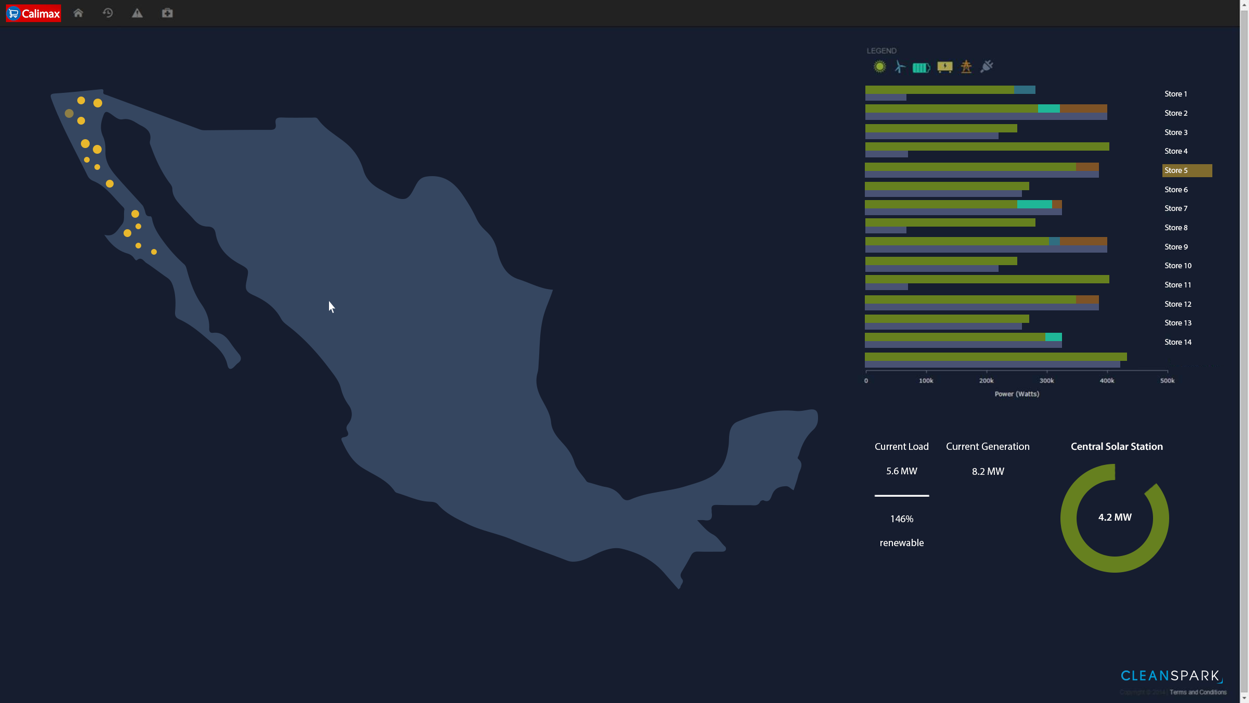 Calimax
LEGEND
Store 1
Store 2
Store 3
Store 4
Store 5
Store 6
Store 7
Store 8
Store 9
Store 10
Store 11
Store 12
Store 13
Store 14
0 100k 200k 300k 400k 500k
Power (Watts)
Current Load
5.6 MW
146%
renewable
Current Generation
8.2 MW
Central Solar Station
4.2 MW
CLEANSPARK
Terms and Conditions